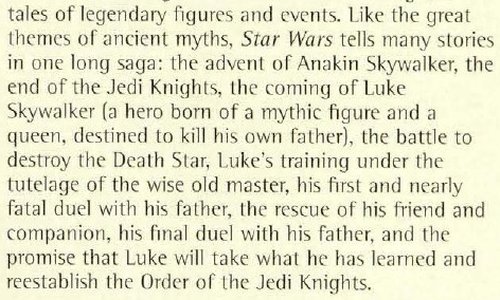 tales of legendary figures and events. Like the great
themes of ancient myths, Star Wars tells many stories
in one long saga: the advent of Anakin Skywalker, the
end of the Jedi Knights, the coming of Luke
Skywalker (a hero born of a mythic figure and a
queen, destined to kill his own father), the battle to
destroy the Death Star, Luke's training under the
tutelage of the wise old master, his first and nearly
fatal duel with his father, the rescue of his friend and
companion, his final duel with his father, and the
promise that Luke will take what he has learned and
reestablish the Order of the Jedi Knights.